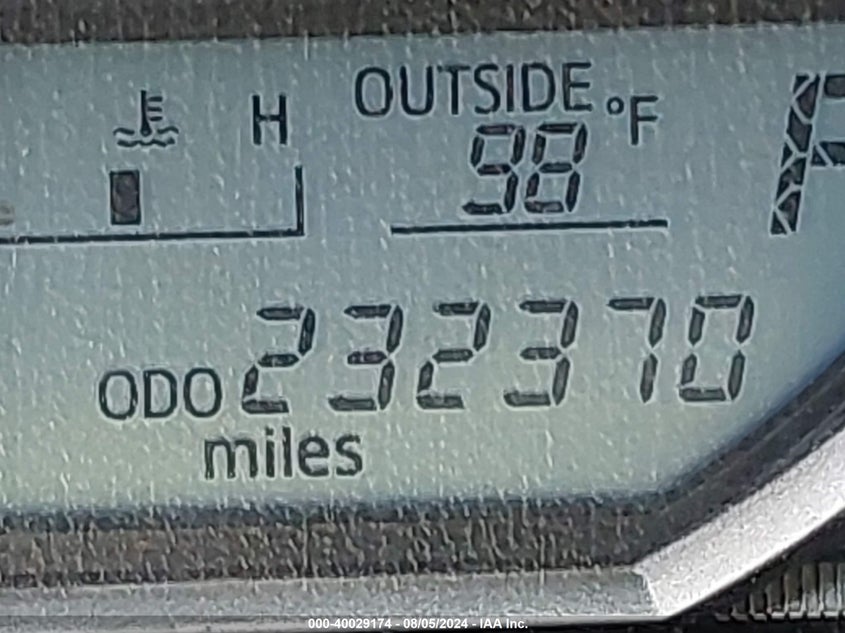 OUTSIDE °F
H
98
P
ODO 232370
miles
000-40029174 - 08/05/2024 - IAA Inc.